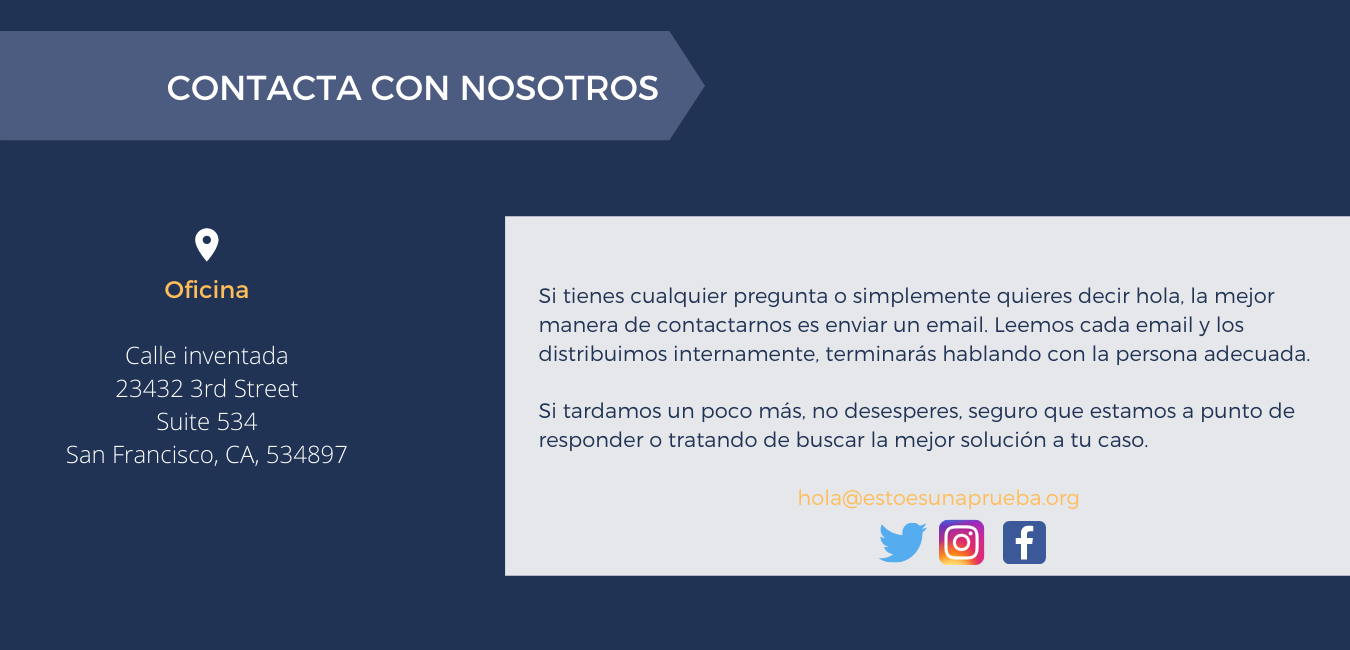 CONTACTA CON NOSOTROS
Oficina
Calle inventada
23432 3rd Street
Suite 534
San Francisco, CA, 534897
Si tienes cualquier pregunta o simplemente quieres decir hola, la mejor
manera de contactarnos es enviar un email. Leemos cada email y los
distribuimos internamente, terminarás hablando con la persona adecuada.
Si tardamos un poco más, no desesperes, seguro que estamos a punto de
responder o tratando de buscar la mejor solución a tu caso.
hola@estoesunaprueba.org